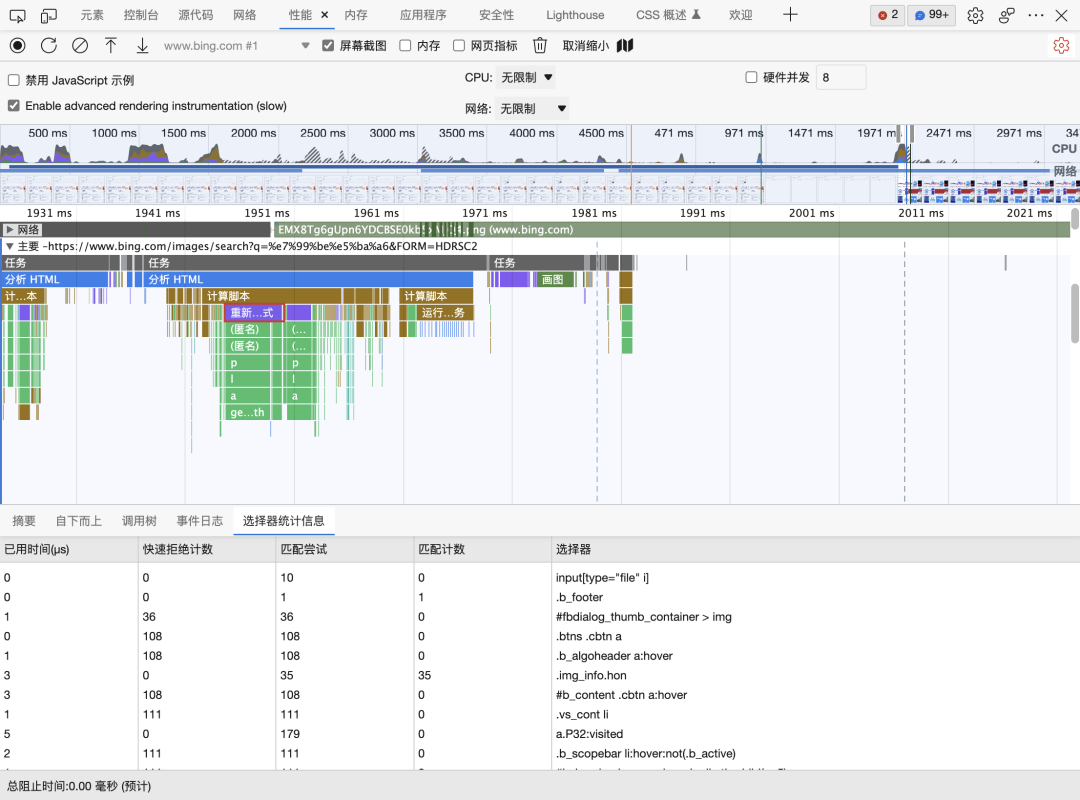 元素 控制台 源代码 网络 性能 内存 应用程序 安全性 Lighthouse CSS 概述 欢迎 2 99+
www.bing.com #1 屏幕截图 内存 网页指标 取消缩小
禁用 JavaScript 示例 CPU: 无限制 硬件并发 8
Enable advanced rendering instrumentation (slow) 网络: 无限制
500 ms 1000 ms 1500 ms 2000 ms 2500 ms 3000 ms 3500 ms 4000 ms 4500 ms 471 ms 971 ms 1471 ms 1971 m 2471 ms 2971 ms 34
CPU
网络
1931 ms 1941 ms 1951 ms 1961 ms 1971 ms 1981 ms 1991 ms 2001 ms 2011 ms 2021 ms
网络 (www.bing.com)
主要 –https://www.bing.com/images/search?q=%e7%99%be%e5%ba%a6&FORM=HDRSC2
任务 任务 任务
分析 HTML 分析 HTML 画图
计…本 计算脚本 计算脚本
重新…式 运行…务
(匿名) (…
(匿名) (…
p p
l l
a a
ge…th
摘要 自下而上 调用树 事件日志 选择器统计信息
已用时间(μs) 快速拒绝计数 匹配尝试 匹配计数 选择器
0 0 10 0 input[type="file" i]
0 0 1 1 .b_footer
1 36 36 0 #fbdialog_thumb_container > img
0 108 108 0 .btns .cbtn a
1 108 108 0 .b_algoheader a:hover
3 0 35 35 .img_info.hon
3 108 108 0 #b_content .cbtn a:hover
1 111 111 0 .vs_cont li
5 0 179 0 a.P32:visited
2 111 111 0 .b_scopebar li:hover:not(.b_active)
总阻止时间:0.00 毫秒 (预计)